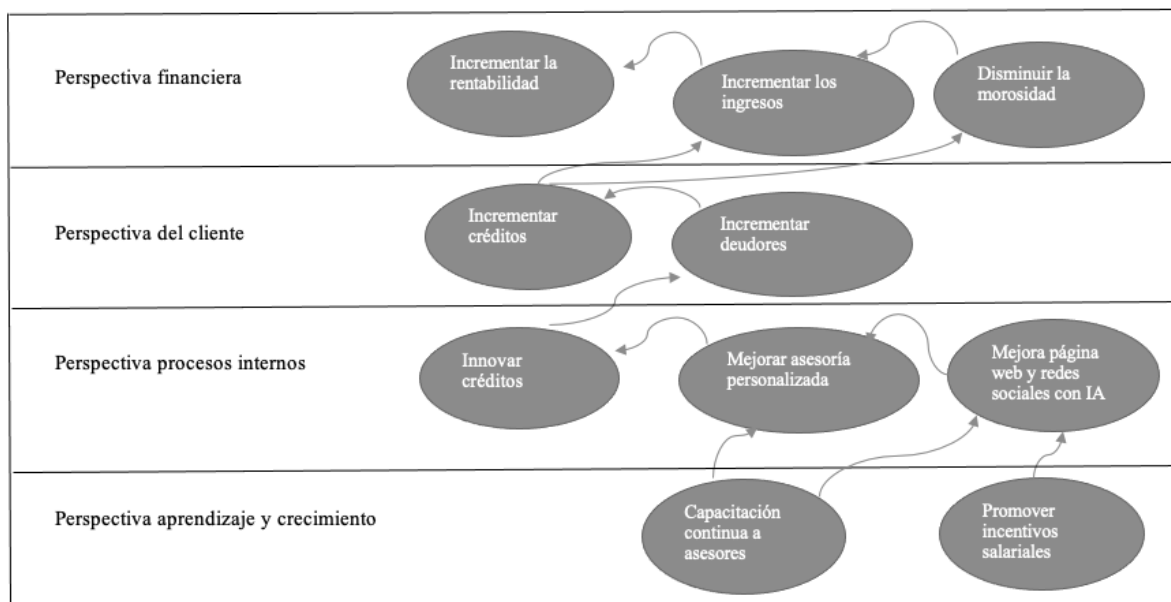 Perspectiva financiera
Incrementar la
rentabilidad
Incrementar los
ingresos
Disminuir la
morosidad
Perspectiva del cliente
Incrementar
créditos
Incrementar
deudores
Perspectiva procesos internos
Innovar
créditos
Mejorar asesoría
personalizada
Mejora página
web y redes
sociales con IA
Perspectiva aprendizaje y crecimiento
Capacitación
continua a
asesores
Promover
incentivos
salariales